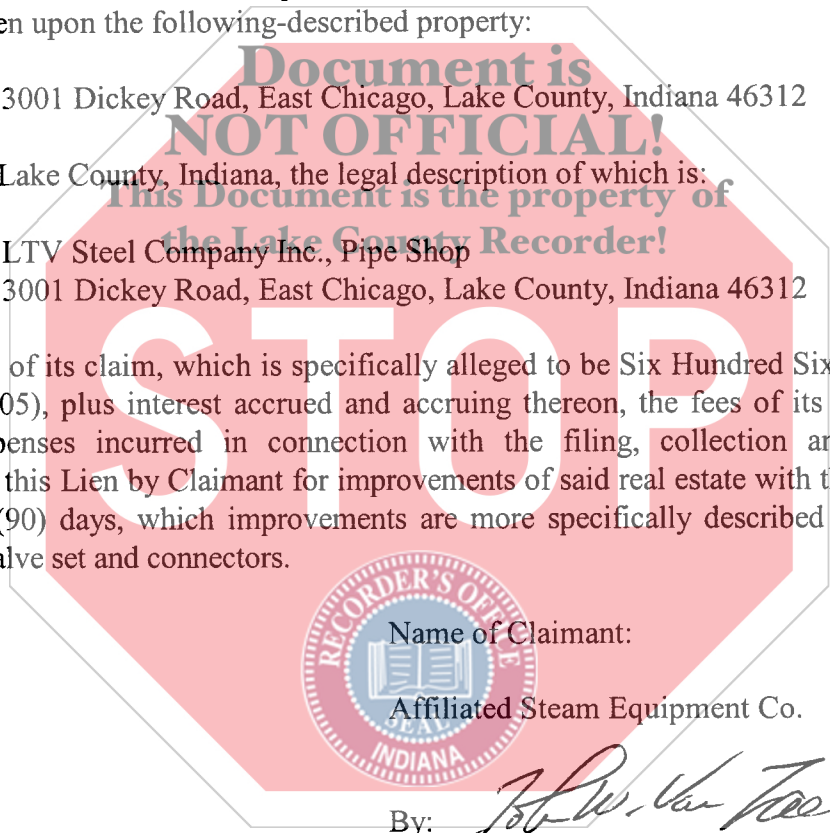 en upon the following-described property:
Document is
3001 Dickey Road, East Chicago, Lake County, Indiana 46312
NOT OFFICIAL!
Lake County, Indiana, the legal description of which is:
This Document is the property of
the Lake County Recorder!
LTV Steel Company Inc., Pipe Shop
3001 Dickey Road, East Chicago, Lake County, Indiana 46312
STOP
of its claim, which is specifically alleged to be Six Hundred Six
05), plus interest accrued and accruing thereon, the fees of its
penses incurred in connection with the filing, collection an
this Lien by Claimant for improvements of said real estate with t
(90) days, which improvements are more specifically described
alve set and connectors.
RECORDER'S OFFICE
SEAL
INDIANA
Name of Claimant:
Affiliated Steam Equipment Co.
By: